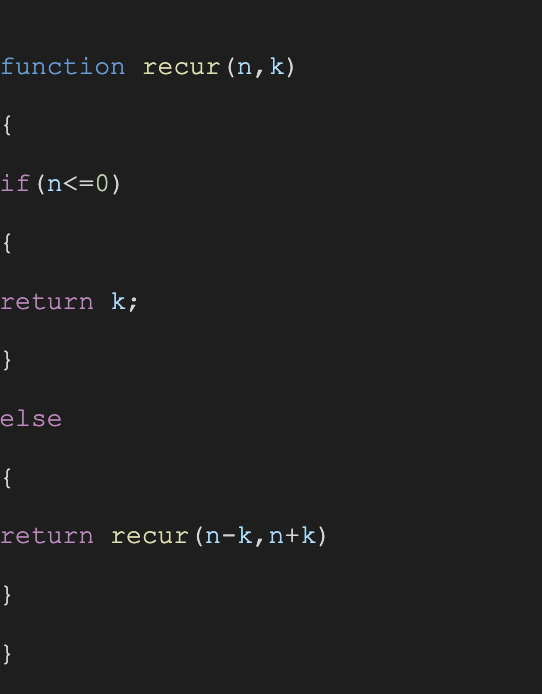 function recur(n,k)
{
if(n<=0)
{
return k;
}
else
{
return recur(n-k,n+k)
}
}